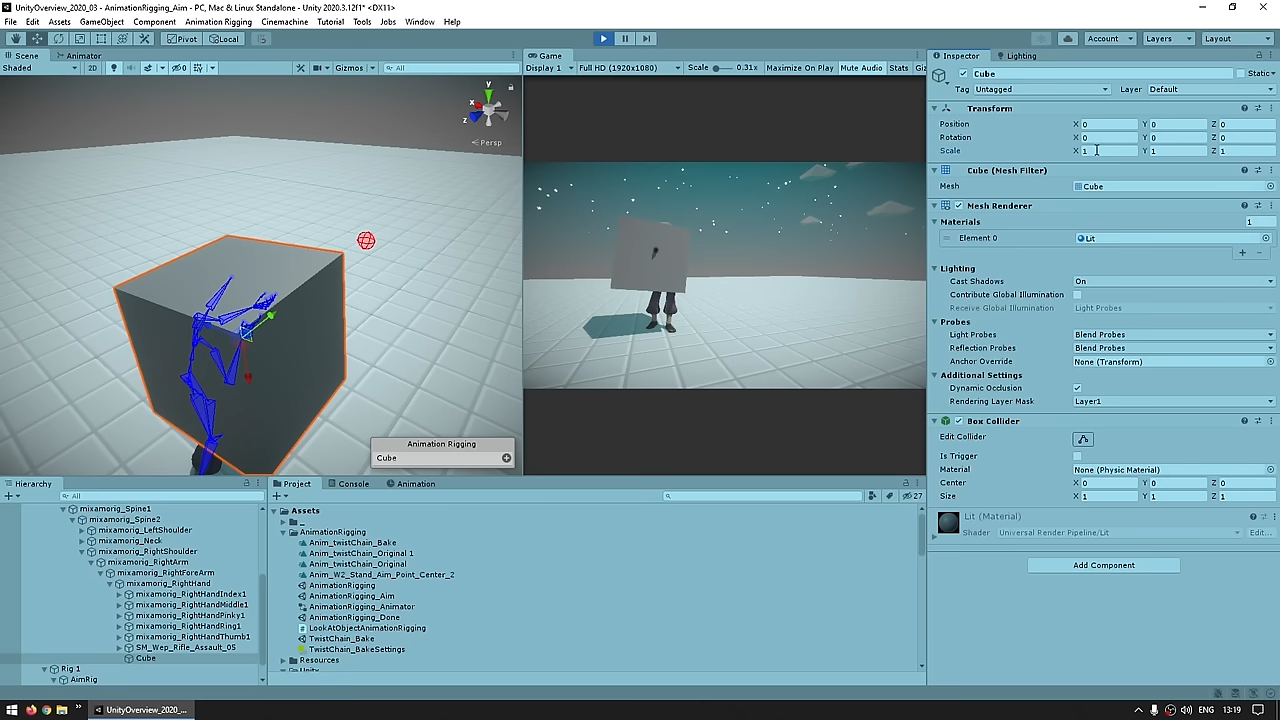 UnityOverview_2020_03 - AnimationRigging_Aim - PC, Mac & Linux Standalone - Unity 2020.3.12f1* <DX11>
File Edit Assets GameObject Component Animation Rigging Cinemachine Tutorial Tools Jobs Window Help
Pivot Local Account Layers Layout
Scene Animator
Shaded 2D 0 Gizmos All
y x z
Persp
Animation Rigging
Cube
Game
Display 1 Full HD (1920x1080) Scale 0.31x Maximize On Play Mute Audio Stats Giz
Inspector Lighting
Cube Static
Tag Untagged Layer Default
Transform
Position X 0 Y 0 Z 0
Rotation X 0 Y 0 Z 0
Scale X 1 Y 1 Z 1
Cube (Mesh Filter)
Mesh Cube
Mesh Renderer
Materials 1
Element 0 Lit
Lighting
Cast Shadows On
Contribute Global Illumination
Receive Global Illumination Light Probes
Probes
Light Probes Blend Probes
Reflection Probes Blend Probes
Anchor Override None (Transform)
Additional Settings
Dynamic Occlusion
Rendering Layer Mask Layer1
Box Collider
Edit Collider
Is Trigger
Material None (Physic Material)
Center X 0 Y 0 Z 0
Size X 1 Y 1 Z 1
Lit (Material)
Shader Universal Render Pipeline/Lit Edit...
Add Component
Hierarchy
All
mixamorig_Spine1
mixamorig_Spine2
mixamorig_LeftShoulder
mixamorig_Neck
mixamorig_RightShoulder
mixamorig_RightArm
mixamorig_RightForeArm
mixamorig_RightHand
mixamorig_RightHandIndex1
mixamorig_RightHandMiddle1
mixamorig_RightHandPinky1
mixamorig_RightHandRing1
mixamorig_RightHandThumb1
SM_Wep_Rifle_Assault_05
Cube
Rig 1
AimRig
Project Console Animation
27
Assets
_
AnimationRigging
Anim_twistChain_Bake
Anim_twistChain_Original 1
Anim_twistChain_Original
Anim_W2_Stand_Aim_Point_Center_2
AnimationRigging
AnimationRigging_Aim
AnimationRigging_Animator
AnimationRigging_Done
LookAtObjectAnimationRigging
TwistChain_Bake
TwistChain_BakeSettings
Resources
Unity
UnityOverview_2020_... ENG 13:19